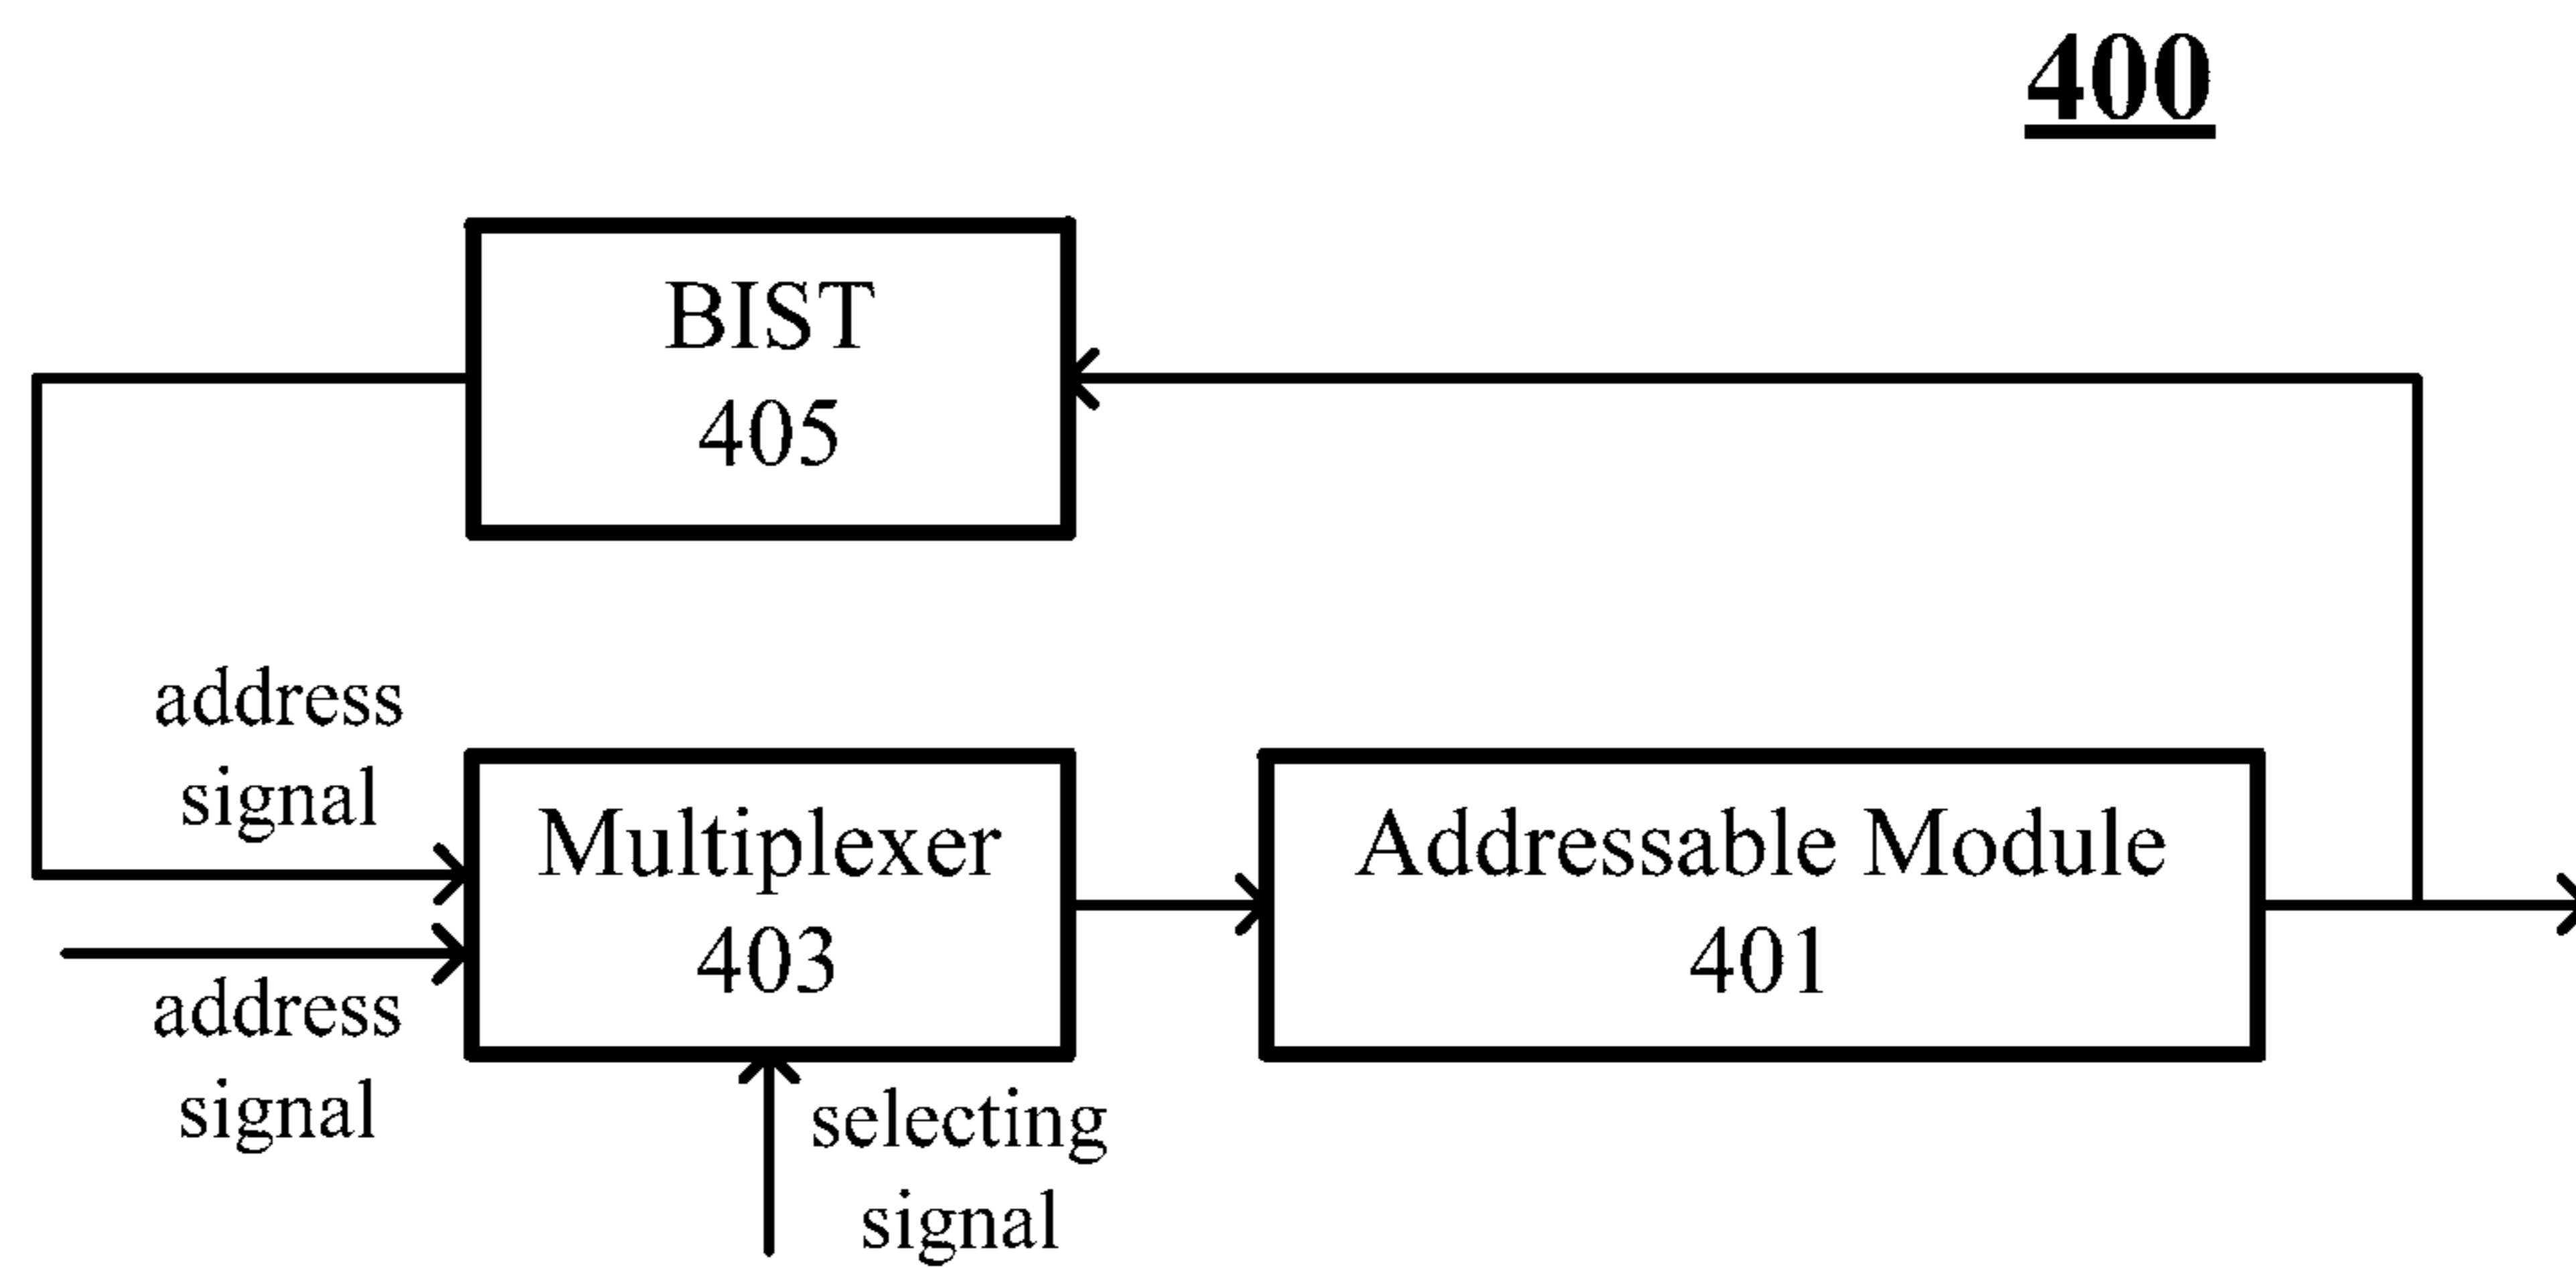 400
BIST
405
address
signal
Multiplexer
403
Addressable Module
401
address
signal
selecting
signal